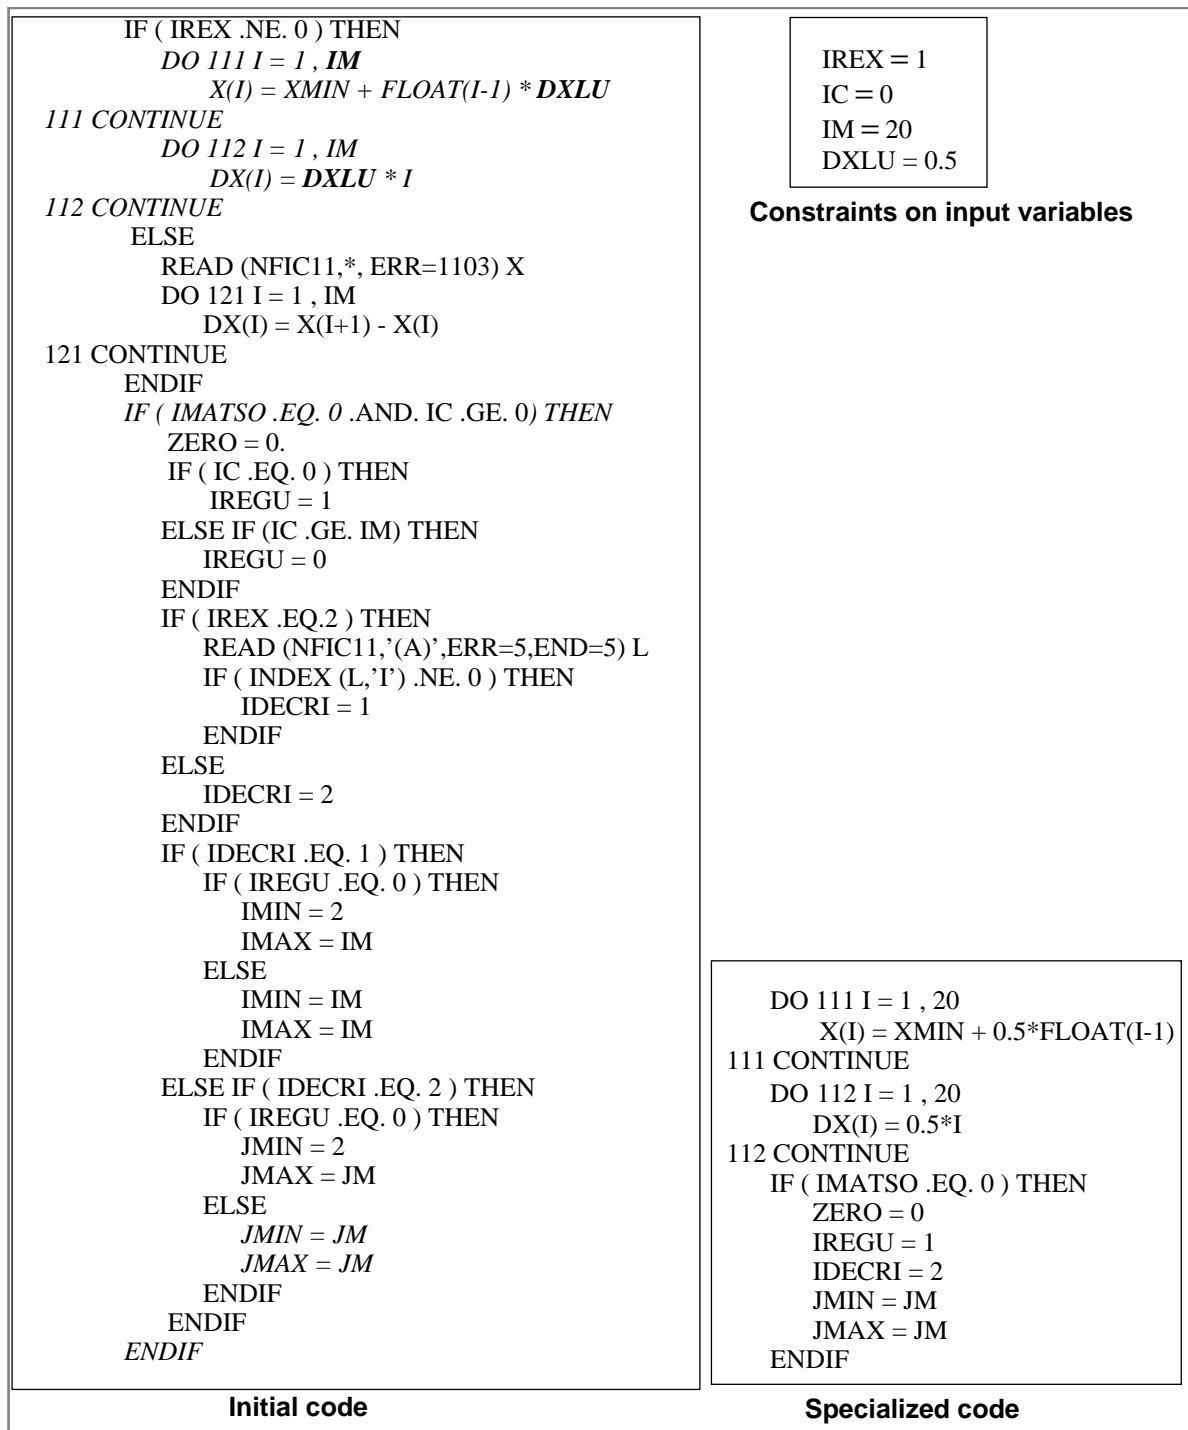 IF ( IREX .NE. 0 ) THEN
DO 111 I = 1 , IM
X(I) = XMIN + FLOAT(I-1) * DXLU
111 CONTINUE
DO 112 I = 1 , IM
DX(I) = DXLU * I
112 CONTINUE
ELSE
READ (NFIC11,*, ERR=1103) X
DO 121 I = 1 , IM
DX(I) = X(I+1) - X(I)
121 CONTINUE
ENDIF
IF ( IMATSO .EQ. 0 .AND. IC .GE. 0) THEN
ZERO = 0.
IF ( IC .EQ. 0 ) THEN
IREGU = 1
ELSE IF (IC .GE. IM) THEN
IREGU = 0
ENDIF
IF ( IREX .EQ.2 ) THEN
READ (NFIC11,’(A)’,ERR=5,END=5) L
IF ( INDEX (L,’I’) .NE. 0 ) THEN
IDECRI = 1
ENDIF
ELSE
IDECRI = 2
ENDIF
IF ( IDECRI .EQ. 1 ) THEN
IF ( IREGU .EQ. 0 ) THEN
IMIN = 2
IMAX = IM
ELSE
IMIN = IM
IMAX = IM
ENDIF
ELSE IF ( IDECRI .EQ. 2 ) THEN
IF ( IREGU .EQ. 0 ) THEN
JMIN = 2
JMAX = JM
ELSE
JMIN = JM
JMAX = JM
ENDIF
ENDIF
ENDIF
Initial code
IREX = 1
IC = 0
IM = 20
DXLU = 0.5
Constraints on input variables
DO 111 I = 1 , 20
X(I) = XMIN + 0.5*FLOAT(I-1)
111 CONTINUE
DO 112 I = 1 , 20
DX(I) = 0.5*I
112 CONTINUE
IF ( IMATSO .EQ. 0 ) THEN
ZERO = 0
IREGU = 1
IDECRI = 2
JMIN = JM
JMAX = JM
ENDIF
Specialized code